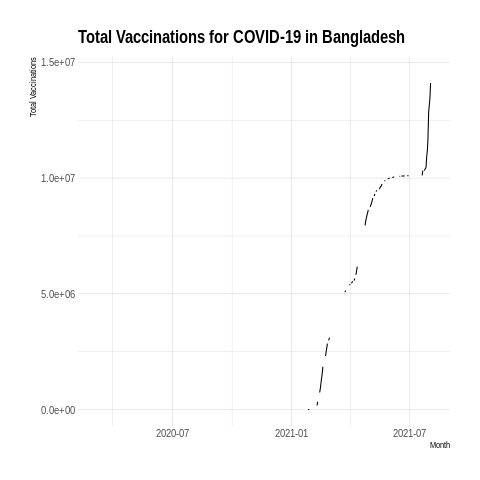 Total Vaccinations for COVID-19 in Bangladesh
Total Vaccinations
1.5e+07
1.0e+07
5.0e+06
0.0e+00
2020-07
2021-01
2021-07
Month